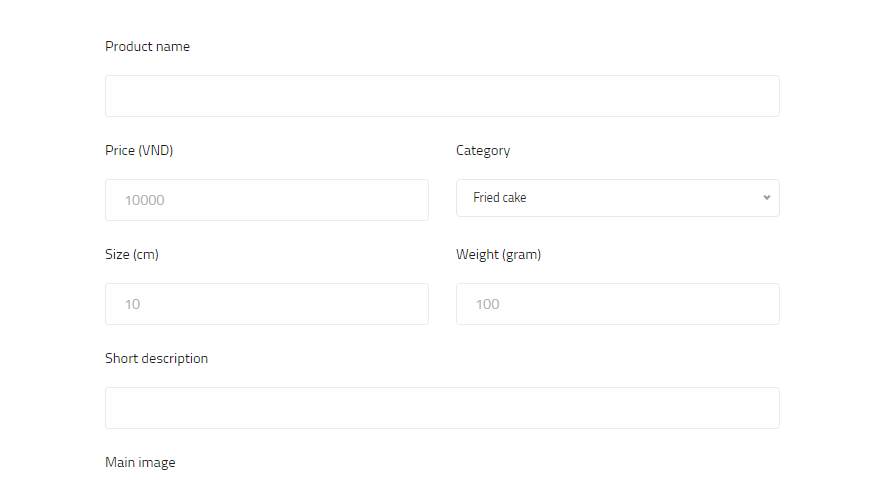 Product name
Price (VND)
Category
10000
Fried cake
Size (cm)
Weight (gram)
10
100
Short description
Main image